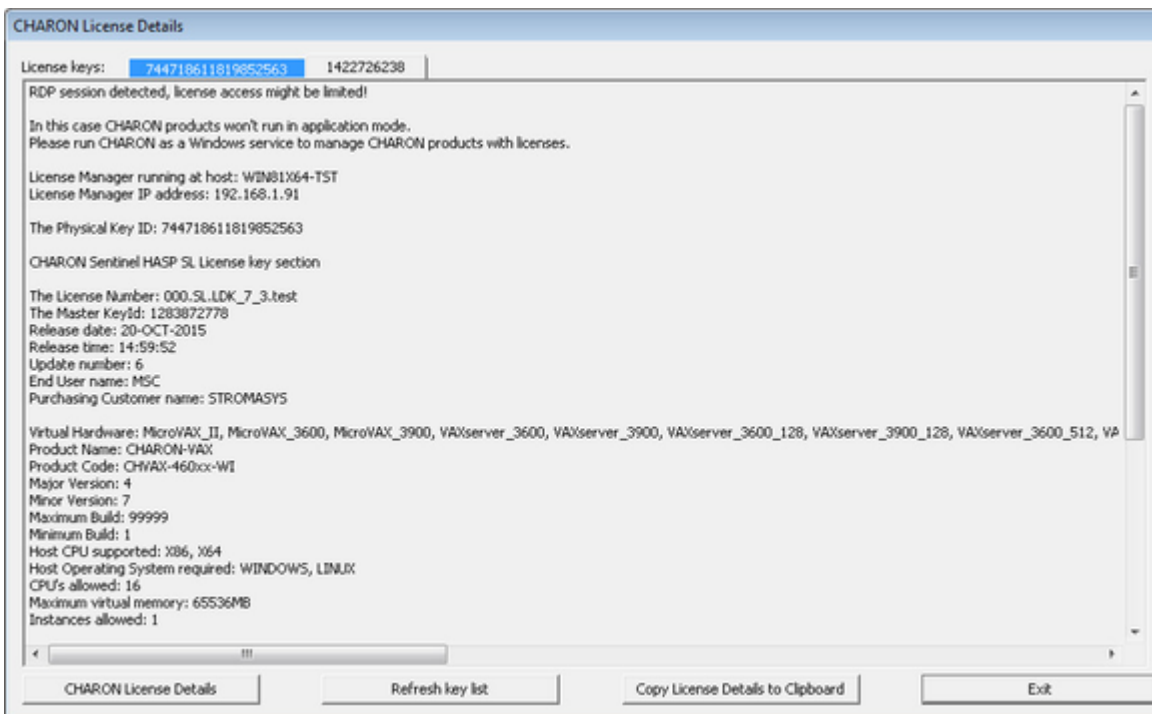 CHARON License Details
License keys: 744718611819852563 1422726238
RDP session detected, license access might be limited!
In this case CHARON products won't run in application mode.
Please run CHARON as a Windows service to manage CHARON products with licenses.
License Manager running at host: WIN81X64-TST
License Manager IP address: 192.168.1.91
The Physical Key ID: 744718611819852563
CHARON Sentinel HASP SL License key section
The License Number: 000.SL.LDK_7_3.test
The Master KeyId: 1283872778
Release date: 20-OCT-2015
Release time: 14:59:52
Update number: 6
End User name: MSC
Purchasing Customer name: STROMASYS
Virtual Hardware: MicroVAX_II, MicroVAX_3600, MicroVAX_3900, VAXserver_3600, VAXserver_3900, VAXserver_3600_128, VAXserver_3900_128, VAXserver_3600_512, VA
Product Name: CHARON-VAX
Product Code: CHVAX-460xx-WI
Major Version: 4
Minor Version: 7
Maximum Build: 99999
Minimum Build: 1
Host CPU supported: X86, X64
Host Operating System required: WINDOWS, LINUX
CPU's allowed: 16
Maximum virtual memory: 65536MB
Instances allowed: 1
CHARON License Details Refresh key list Copy License Details to Clipboard Exit